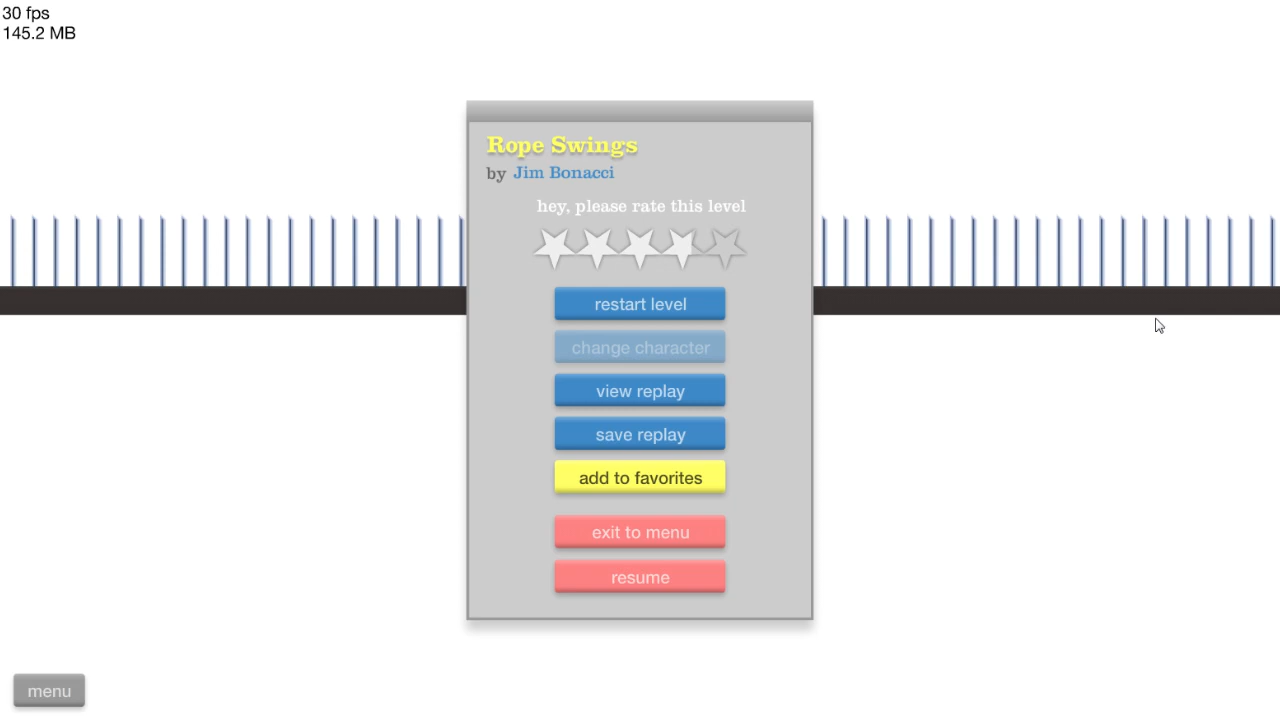 30 fps
145.2 MB
Rope Swings
by Jim Bonacci
hey, please rate this level
restart level
change character
view replay
save replay
add to favorites
exit to menu
resume
menu